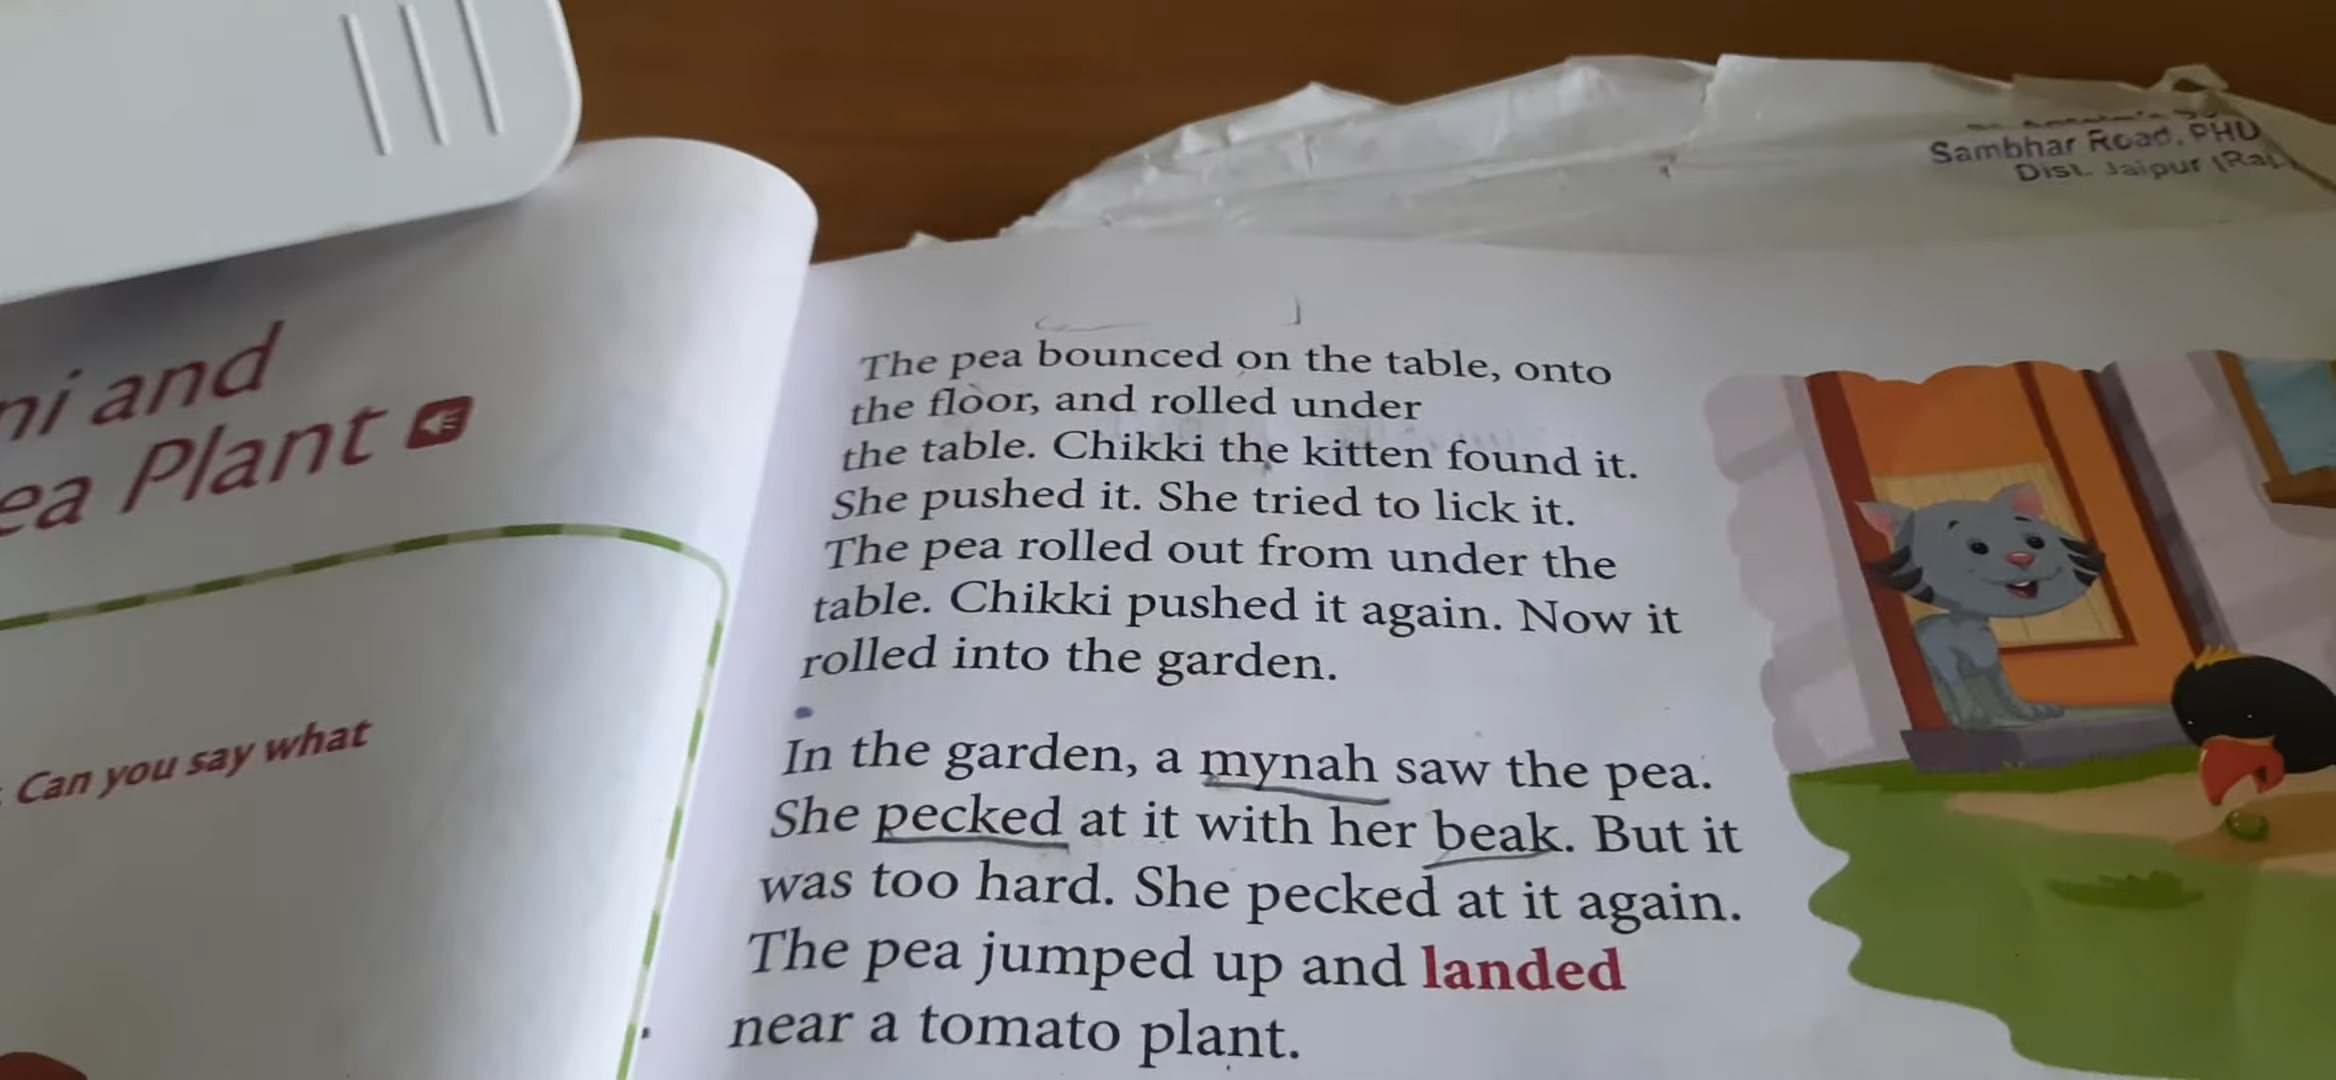 ni and
ea Plant
Can you say what
The pea bounced on the table, onto
the floor, and rolled under
the table. Chikki the kitten found it.
She pushed it. She tried to lick it.
The pea rolled out from under the
table. Chikki pushed it again. Now it
rolled into the garden.
In the garden, a mynah saw the pea.
She pecked at it with her beak. But it
was too hard. She pecked at it again.
The pea jumped up and landed
near a tomato plant.
Sambhar Road, PHU
Dist. Jaipur (Raj.